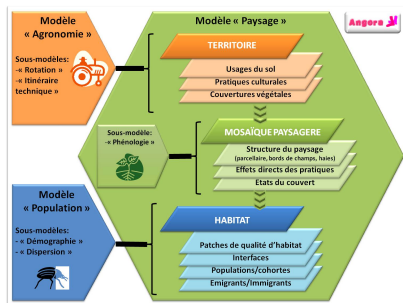 Modèle
« Agronomie »
Sous-modèles:
-« Rotation »
-« Itinéraire
technique »
Modèle « Paysage »
Angora
TERRITOIRE
Usages du sol
Pratiques culturales
Couvertures végétales
Sous-modèle:
-« Phénologie »
MOSAÏQUE PAYSAGERE
Structure du paysage
(parcellaire, bords de champs, haies)
Effets directs des pratiques
Etats du couvert
Modèle
« Population »
Sous-modèles:
- « Démographie »
- « Dispersion »
HABITAT
Patches de qualité d'habitat
Interfaces
Populations/cohortes
Emigrants/Immigrants